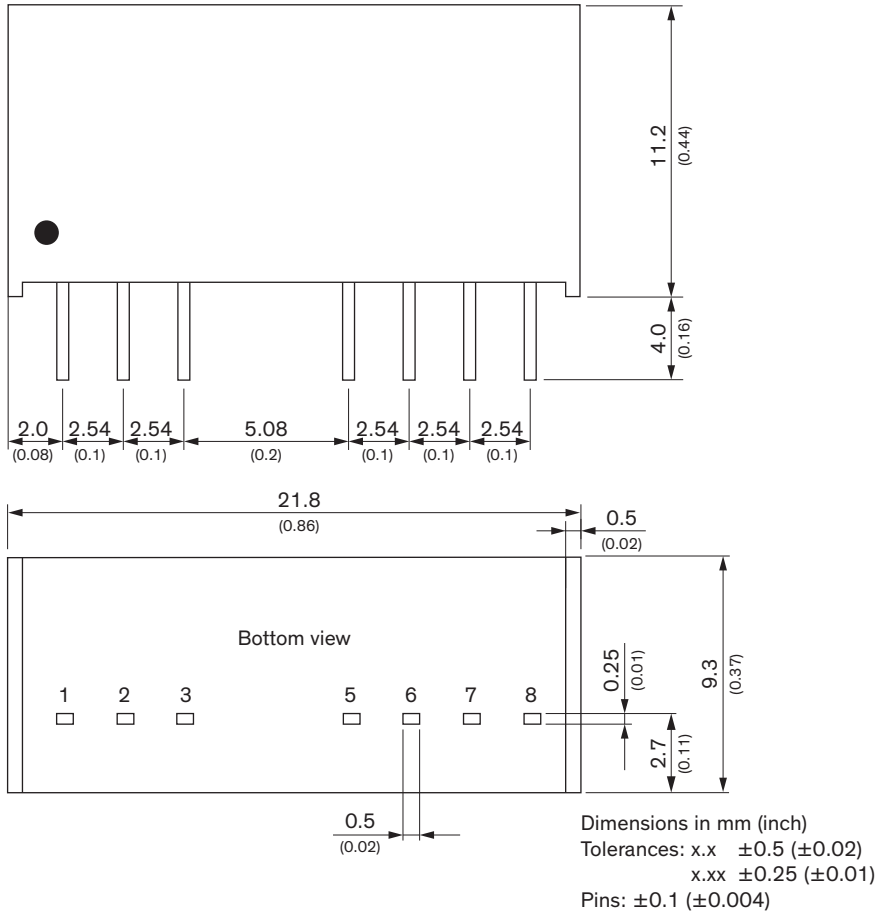 11.2
(0.44)
4.0
(0.16)
2.0 2.54 2.54 5.08 2.54 2.54 2.54
(0.08) (0.1) (0.1) (0.2) (0.1) (0.1) (0.1)
21.8
(0.86)
0.5
(0.02)
Bottom view
0.25
(0.01)
9.3
(0.37)
1 2 3 5 6 7 8
2.7
(0.11)
0.5
(0.02)
Dimensions in mm (inch)
Tolerances: x.x ±0.5 (±0.02)
x.xx ±0.25 (±0.01)
Pins: ±0.1 (±0.004)